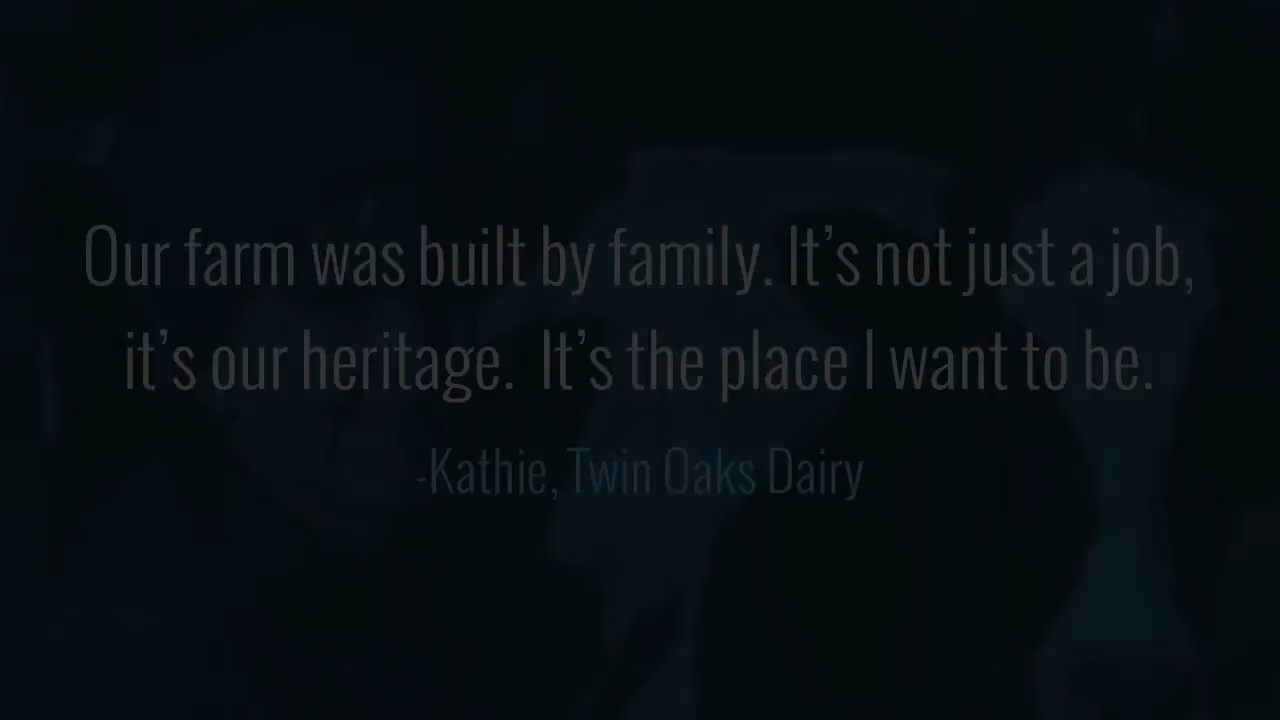 Our farm was built by family. It’s not just a job,
it’s our heritage.  It’s the place I want to be.
-Kathie, Twin Oaks Dairy